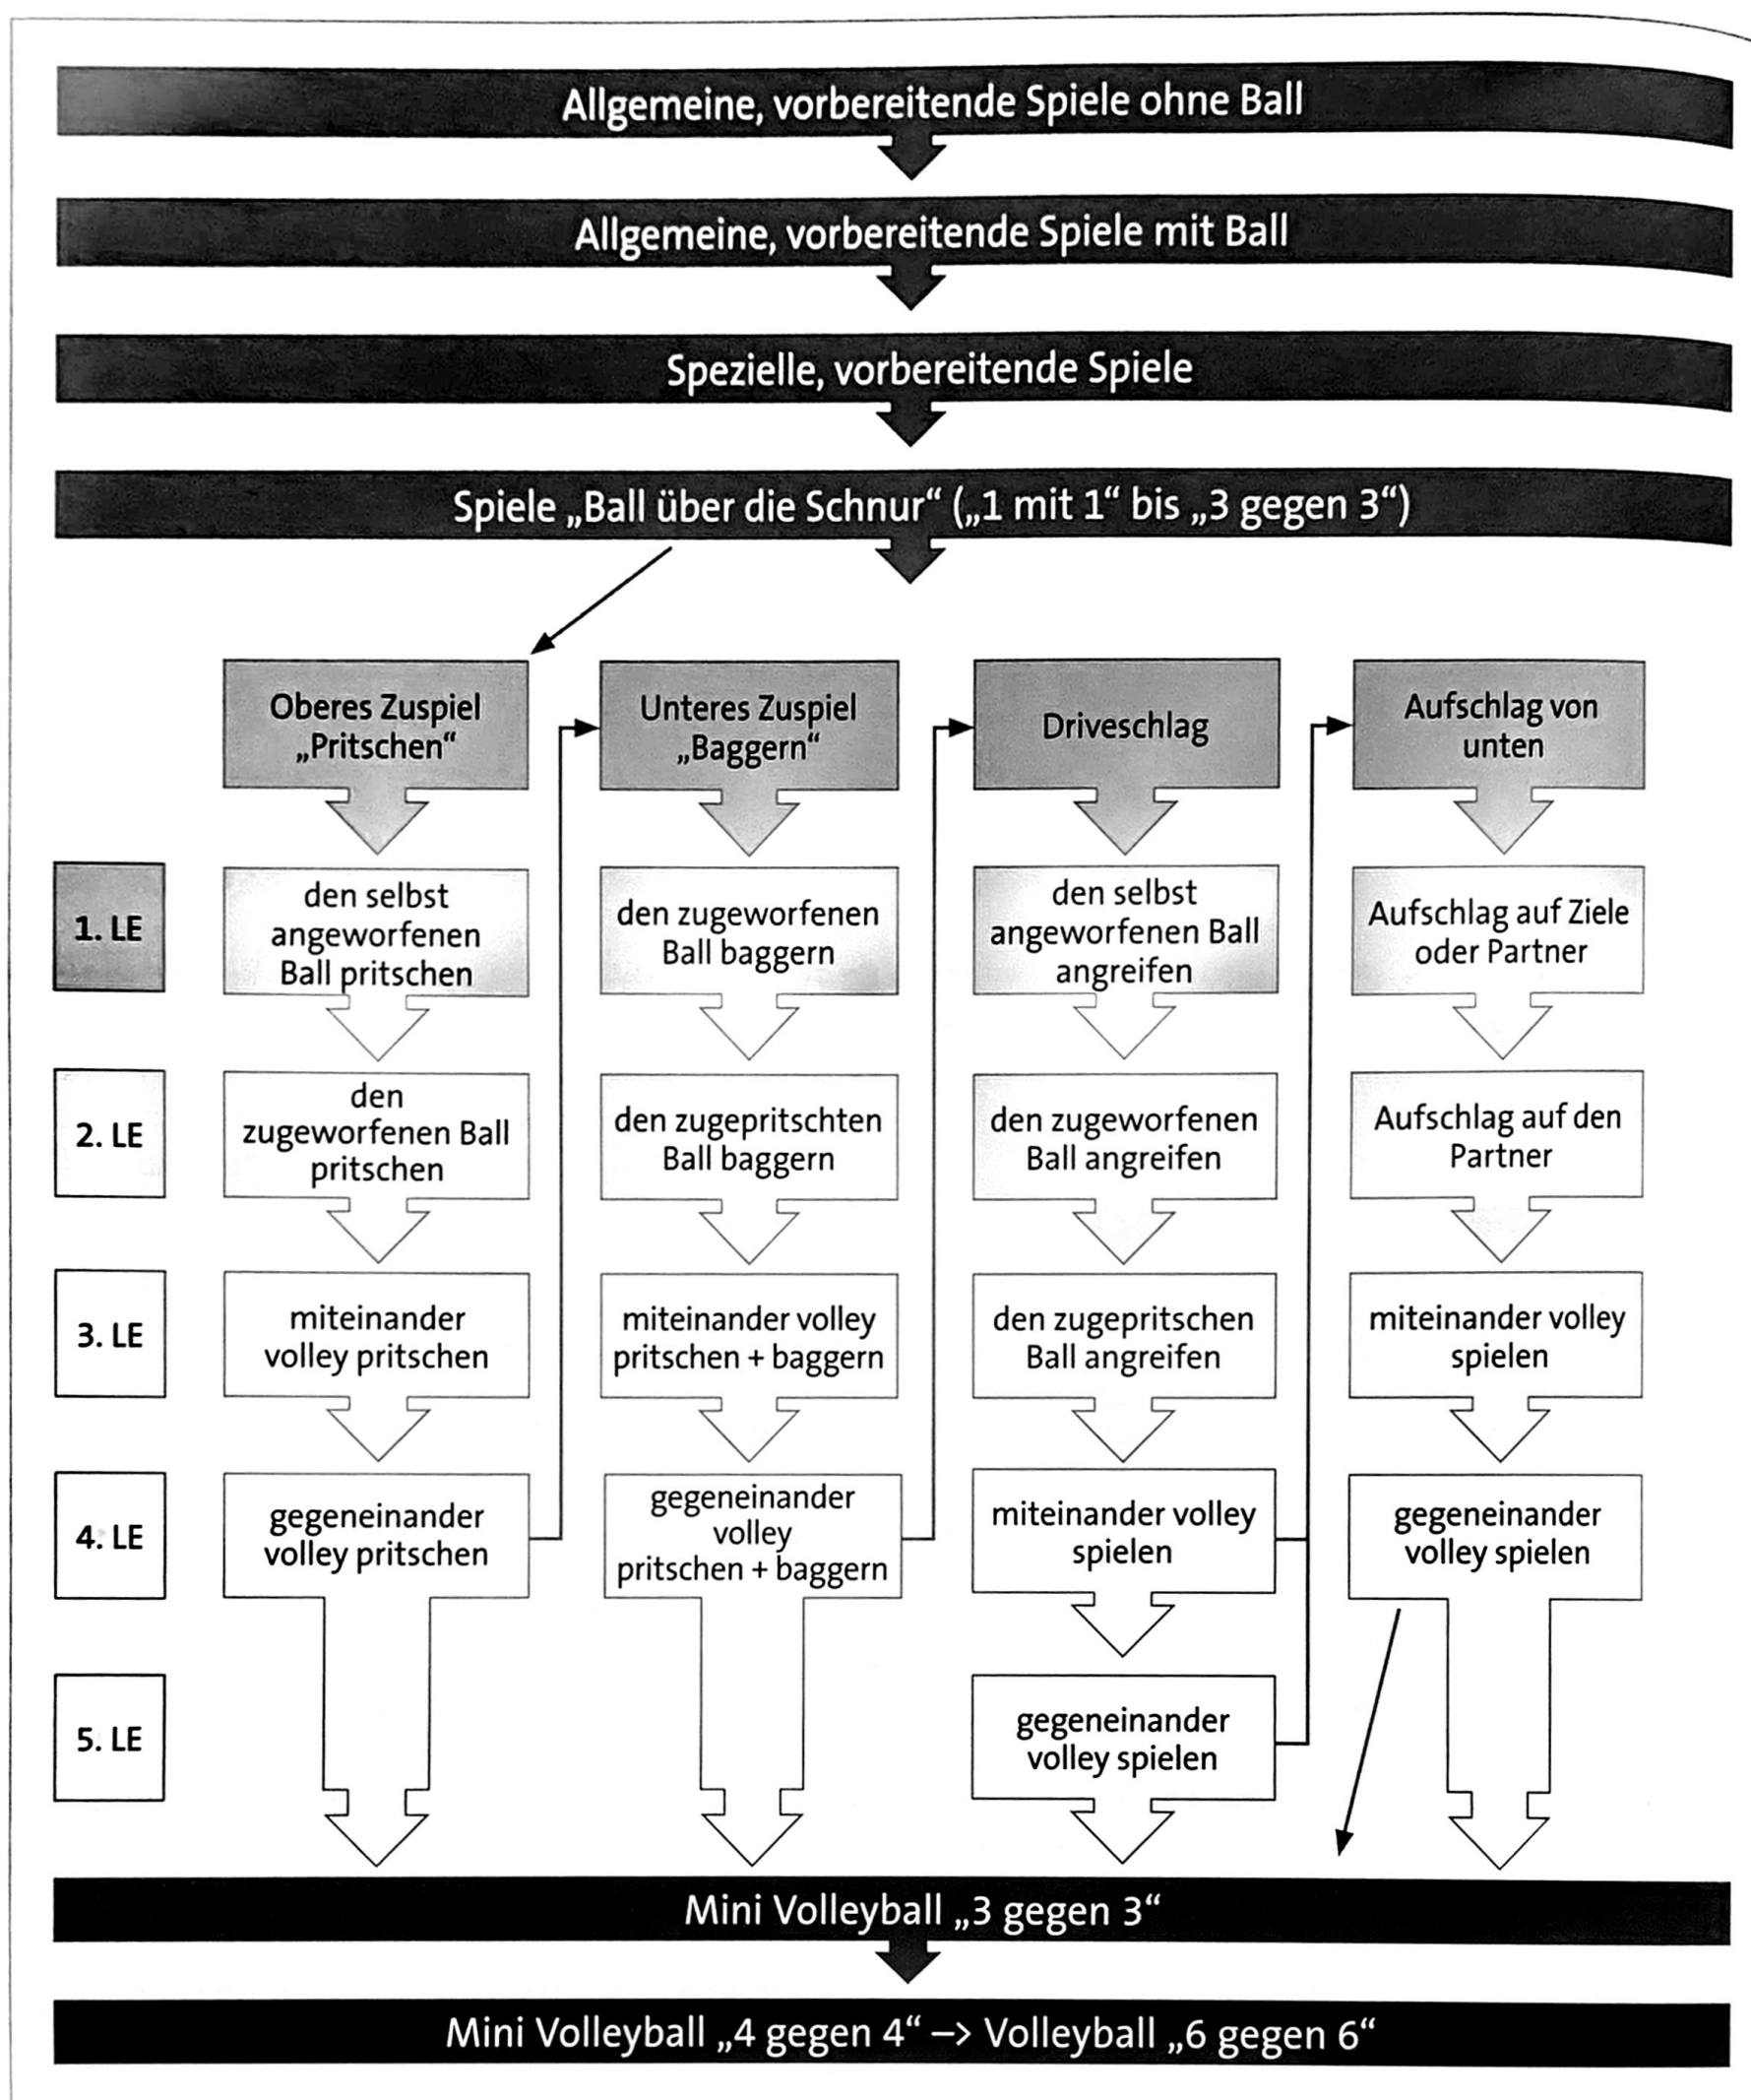 Allgemeine, vorbereitende Spiele ohne Ball
Allgemeine, vorbereitende Spiele mit Ball
Spezielle, vorbereitende Spiele
Spiele „Ball über die Schnur“ („1 mit 1“ bis „3 gegen 3“)
Oberes Zuspiel
„Pritschen“
Unteres Zuspiel
„Baggern“
Driveschlag
Aufschlag von
unten
1. LE
den selbst
angeworfenen
Ball pritschen
den zugeworfenen
Ball baggern
den selbst
angeworfenen Ball
angreifen
Aufschlag auf Ziele
oder Partner
2. LE
den
zugeworfenen Ball
pritschen
den zugepritschten
Ball baggern
den zugeworfenen
Ball angreifen
Aufschlag auf den
Partner
3. LE
miteinander
volley pritschen
miteinander volley
pritschen + baggern
den zugepritschen
Ball angreifen
miteinander volley
spielen
4. LE
gegeneinander
volley pritschen
gegeneinander
volley
pritschen + baggern
miteinander volley
spielen
gegeneinander
volley spielen
5. LE
gegeneinander
volley spielen
Mini Volleyball „3 gegen 3“
Mini Volleyball „4 gegen 4“ –> Volleyball „6 gegen 6“